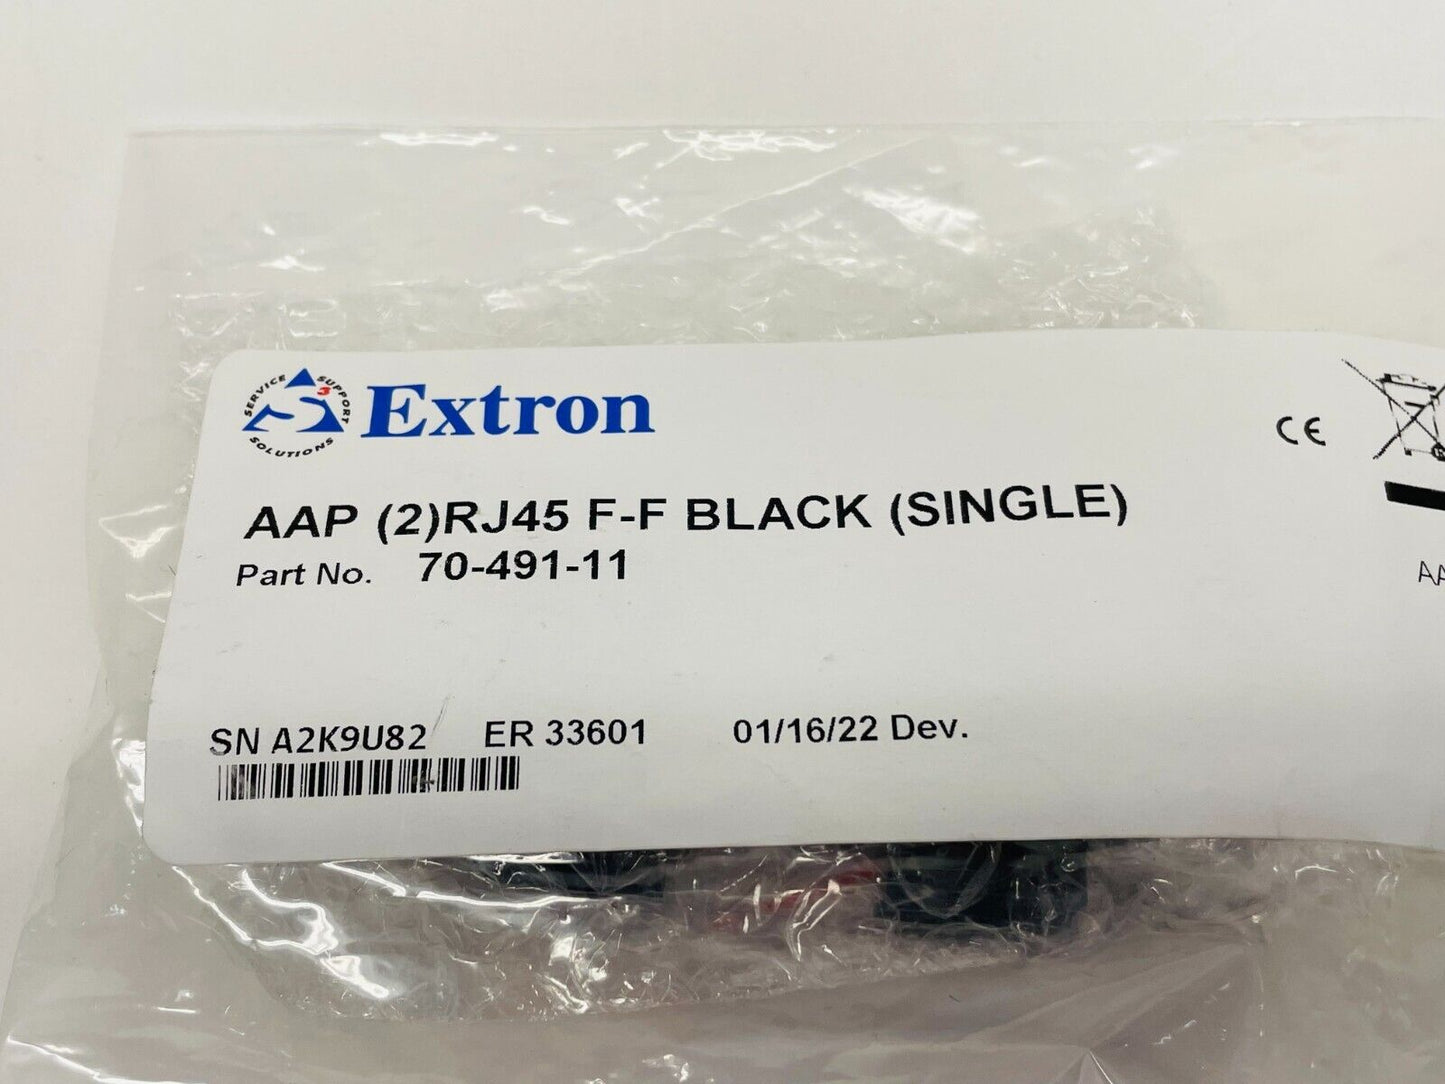 SERVICE SUPPORT SOLUTIONS
S3
Extron
CE
AAP (2)RJ45 F-F BLACK (SINGLE)
Part No. 70-491-11
AA
SN A2K9U82 ER 33601 01/16/22 Dev.